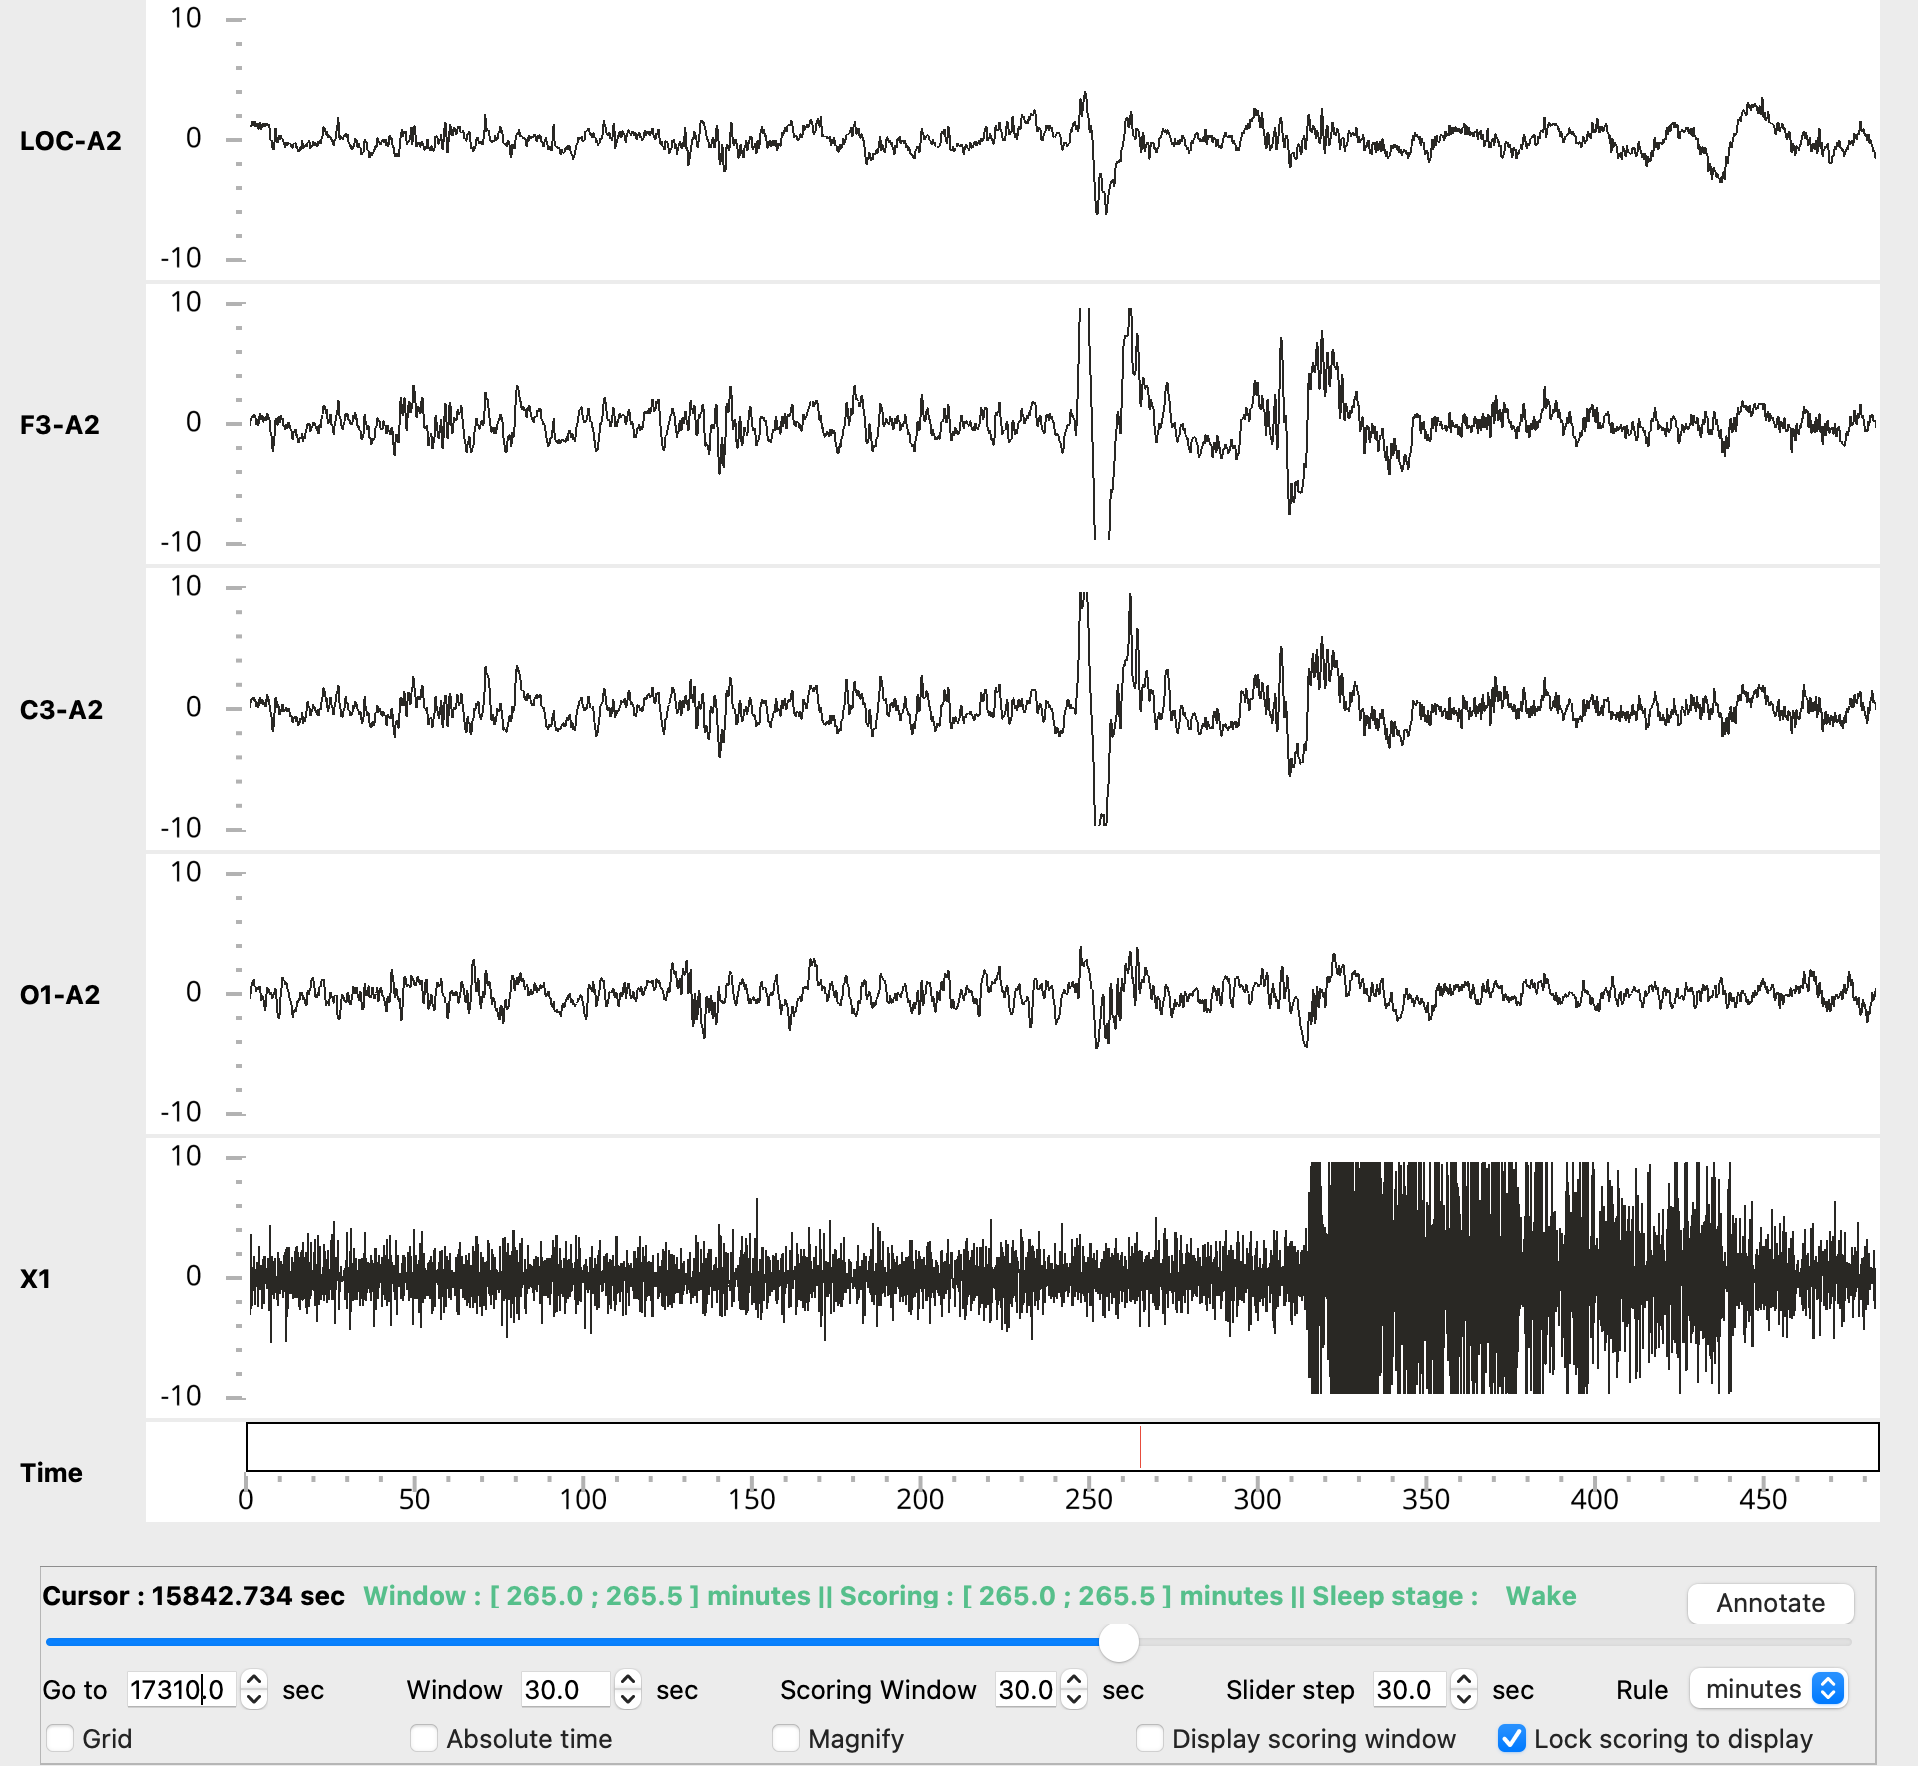 10
LOC-A2
0
-10
10
F3-A2
0
-10
10
C3-A2
0
-10
10
O1-A2
0
-10
10
X1
0
-10
Time
0 50 100 150 200 250 300 350 400 450
Cursor : 15842.734 sec Window : [ 265.0 ; 265.5 ] minutes || Scoring : [ 265.0 ; 265.5 ] minutes || Sleep stage : Wake Annotate
Go to 17310.0 sec Window 30.0 sec Scoring Window 30.0 sec Slider step 30.0 sec Rule minutes
Grid Absolute time Magnify Display scoring window Lock scoring to display